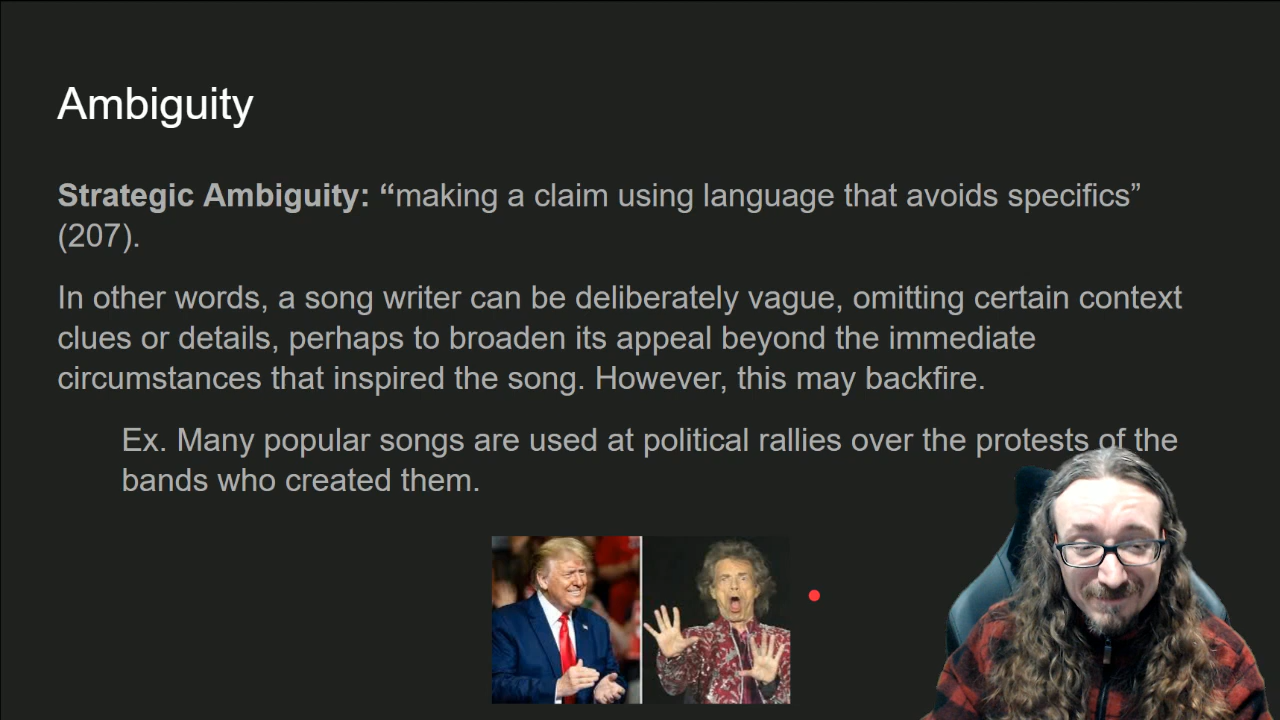 Ambiguity
Strategic Ambiguity: “making a claim using language that avoids specifics”
(207).
In other words, a song writer can be deliberately vague, omitting certain context
clues or details, perhaps to broaden its appeal beyond the immediate
circumstances that inspired the song. However, this may backfire.
Ex. Many popular songs are used at political rallies over the protests of the
bands who created them.